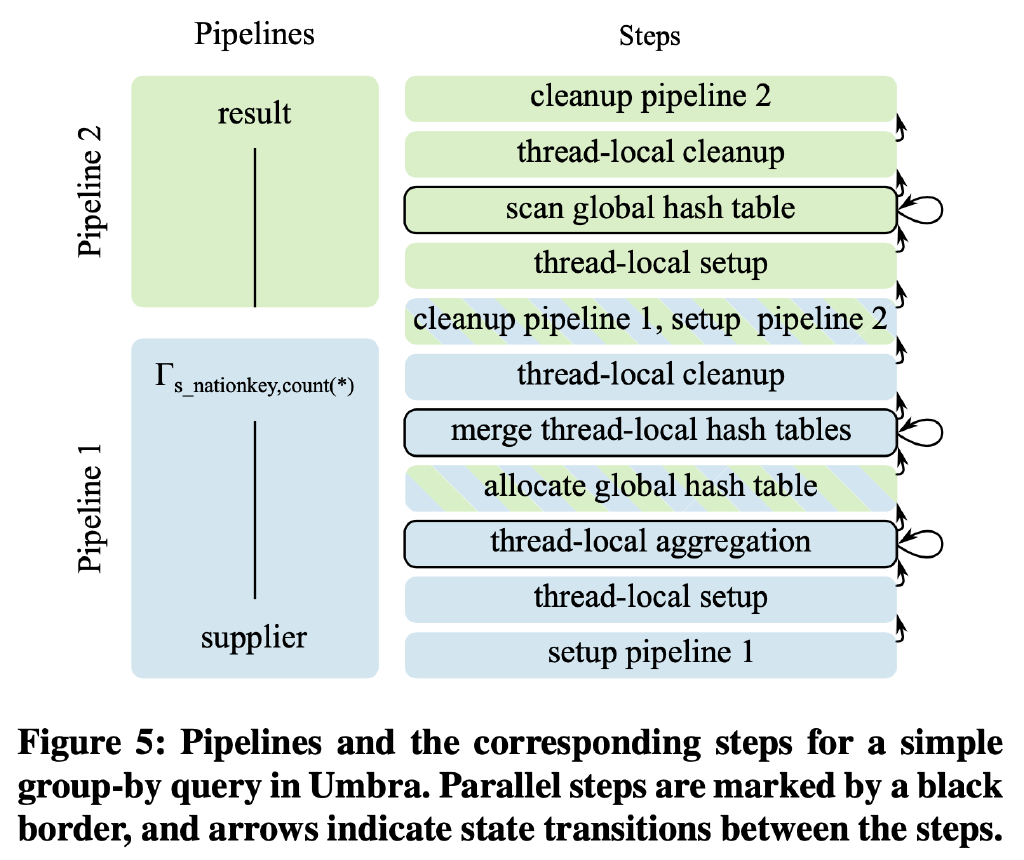 Pipelines
Steps
Pipeline 2
result
Pipeline 1
Γs_nationkey,count(*)
supplier
cleanup pipeline 2
thread-local cleanup
scan global hash table
thread-local setup
cleanup pipeline 1, setup pipeline 2
thread-local cleanup
merge thread-local hash tables
allocate global hash table
thread-local aggregation
thread-local setup
setup pipeline 1
Figure 5: Pipelines and the corresponding steps for a simple
group-by query in Umbra. Parallel steps are marked by a black
border, and arrows indicate state transitions between the steps.